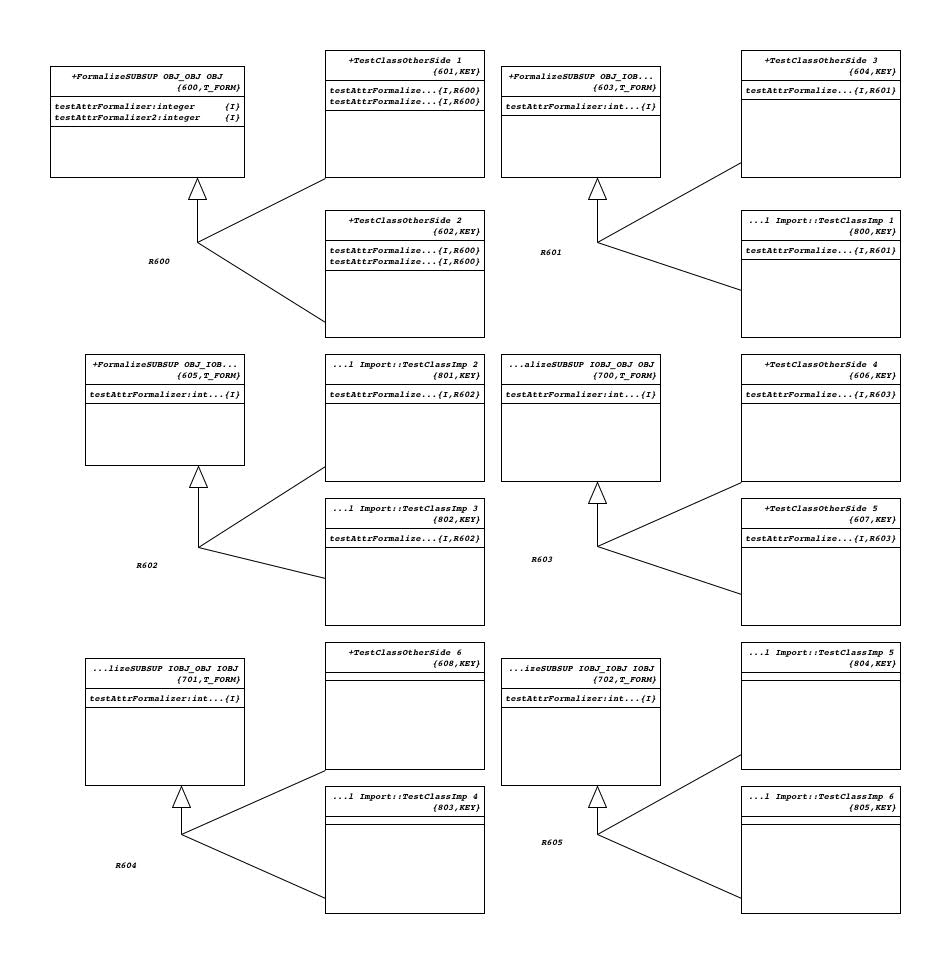 +FormalizeSUBSUP OBJ_OBJ OBJ
{600,T_FORM}
testAttrFormalizer:integer {I}
testAttrFormalizer2:integer {I}
+TestClassOtherSide 1
{601,KEY}
testAttrFormalize...{I,R600}
testAttrFormalize...{I,R600}
+TestClassOtherSide 2
{602,KEY}
testAttrFormalize...{I,R600}
testAttrFormalize...{I,R600}
R600
+FormalizeSUBSUP OBJ_IOB...
{603,T_FORM}
testAttrFormalizer:int...{I}
+TestClassOtherSide 3
{604,KEY}
testAttrFormalize...{I,R601}
...l Import::TestClassImp 1
{800,KEY}
testAttrFormalize...{I,R601}
R601
+FormalizeSUBSUP OBJ_IOB...
{605,T_FORM}
testAttrFormalizer:int...{I}
...l Import::TestClassImp 2
{801,KEY}
testAttrFormalize...{I,R602}
...l Import::TestClassImp 3
{802,KEY}
testAttrFormalize...{I,R602}
R602
...alizeSUBSUP IOBJ_OBJ OBJ
{700,T_FORM}
testAttrFormalizer:int...{I}
+TestClassOtherSide 4
{606,KEY}
testAttrFormalize...{I,R603}
+TestClassOtherSide 5
{607,KEY}
testAttrFormalize...{I,R603}
R603
...lizeSUBSUP IOBJ_OBJ IOBJ
{701,T_FORM}
testAttrFormalizer:int...{I}
+TestClassOtherSide 6
{608,KEY}
...l Import::TestClassImp 4
{803,KEY}
R604
...izeSUBSUP IOBJ_IOBJ IOBJ
{702,T_FORM}
testAttrFormalizer:int...{I}
...l Import::TestClassImp 5
{804,KEY}
...l Import::TestClassImp 6
{805,KEY}
R605